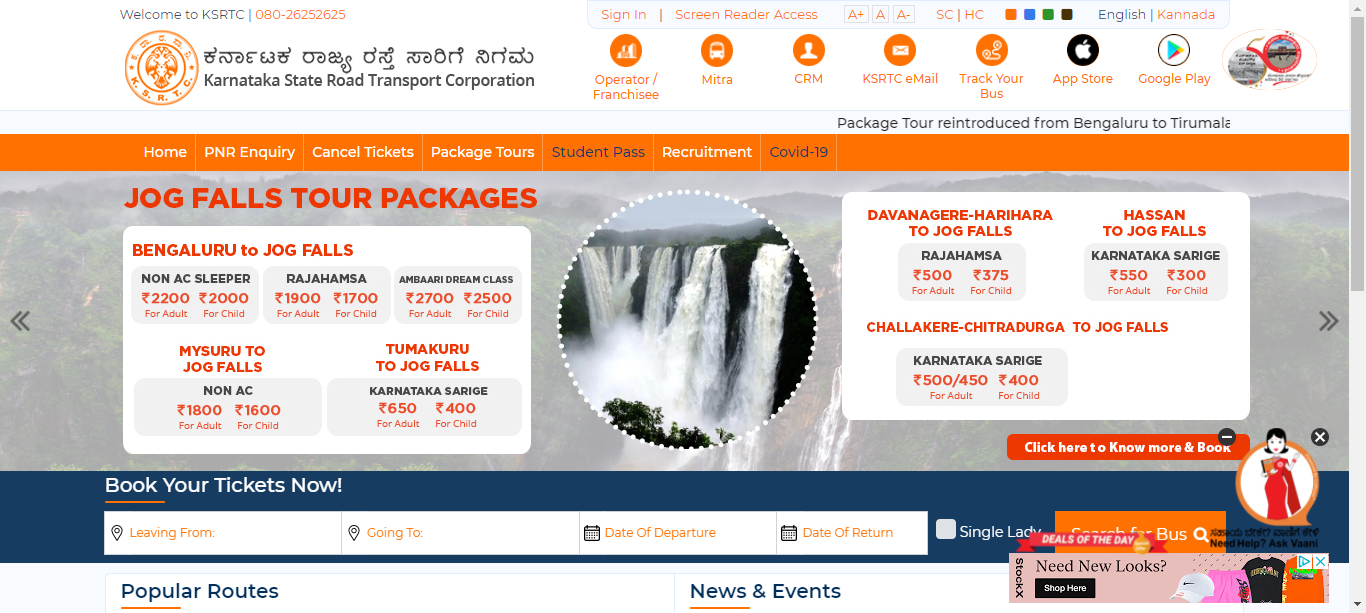 Welcome to KSRTC | 080-26252625
Sign In | Screen Reader Access A+ A A- SC | HC English | Kannada
ಕರ್ನಾಟಕ ರಾಜ್ಯ ರಸ್ತೆ ಸಾರಿಗೆ ನಿಗಮ
Karnataka State Road Transport Corporation
Operator /
Franchisee
Mitra
CRM
KSRTC eMail
Track Your
Bus
App Store
Google Play
Package Tour reintroduced from Bengaluru to Tirumala
Home PNR Enquiry Cancel Tickets Package Tours Student Pass Recruitment Covid-19
JOG FALLS TOUR PACKAGES
BENGALURU to JOG FALLS
NON AC SLEEPER
₹2200 ₹2000
For Adult For Child
RAJAHAMSA
₹1900 ₹1700
For Adult For Child
AMBAARI DREAM CLASS
₹2700 ₹2500
For Adult For Child
MYSURU TO
JOG FALLS
NON AC
₹1800 ₹1600
For Adult For Child
TUMAKURU
TO JOG FALLS
KARNATAKA SARIGE
₹650 ₹400
For Adult For Child
DAVANAGERE-HARIHARA
TO JOG FALLS
RAJAHAMSA
₹500 ₹375
For Adult For Child
HASSAN
TO JOG FALLS
KARNATAKA SARIGE
₹550 ₹300
For Adult For Child
CHALLAKERE-CHITRADURGA TO JOG FALLS
KARNATAKA SARIGE
₹500/450 ₹400
For Adult For Child
Click here to Know more & Book
Book Your Tickets Now!
Leaving From: Going To: Date Of Departure Date Of Return Single Lady Search for Bus
ಸಹಾಯ ಬೇಕೇ? ವಾಣಿಗೆ ಕೇಳಿ
Need Help? Ask Vaani
DEALS OF THE DAY
StockX
Need New Looks?
Shop Here
Popular Routes
News & Events